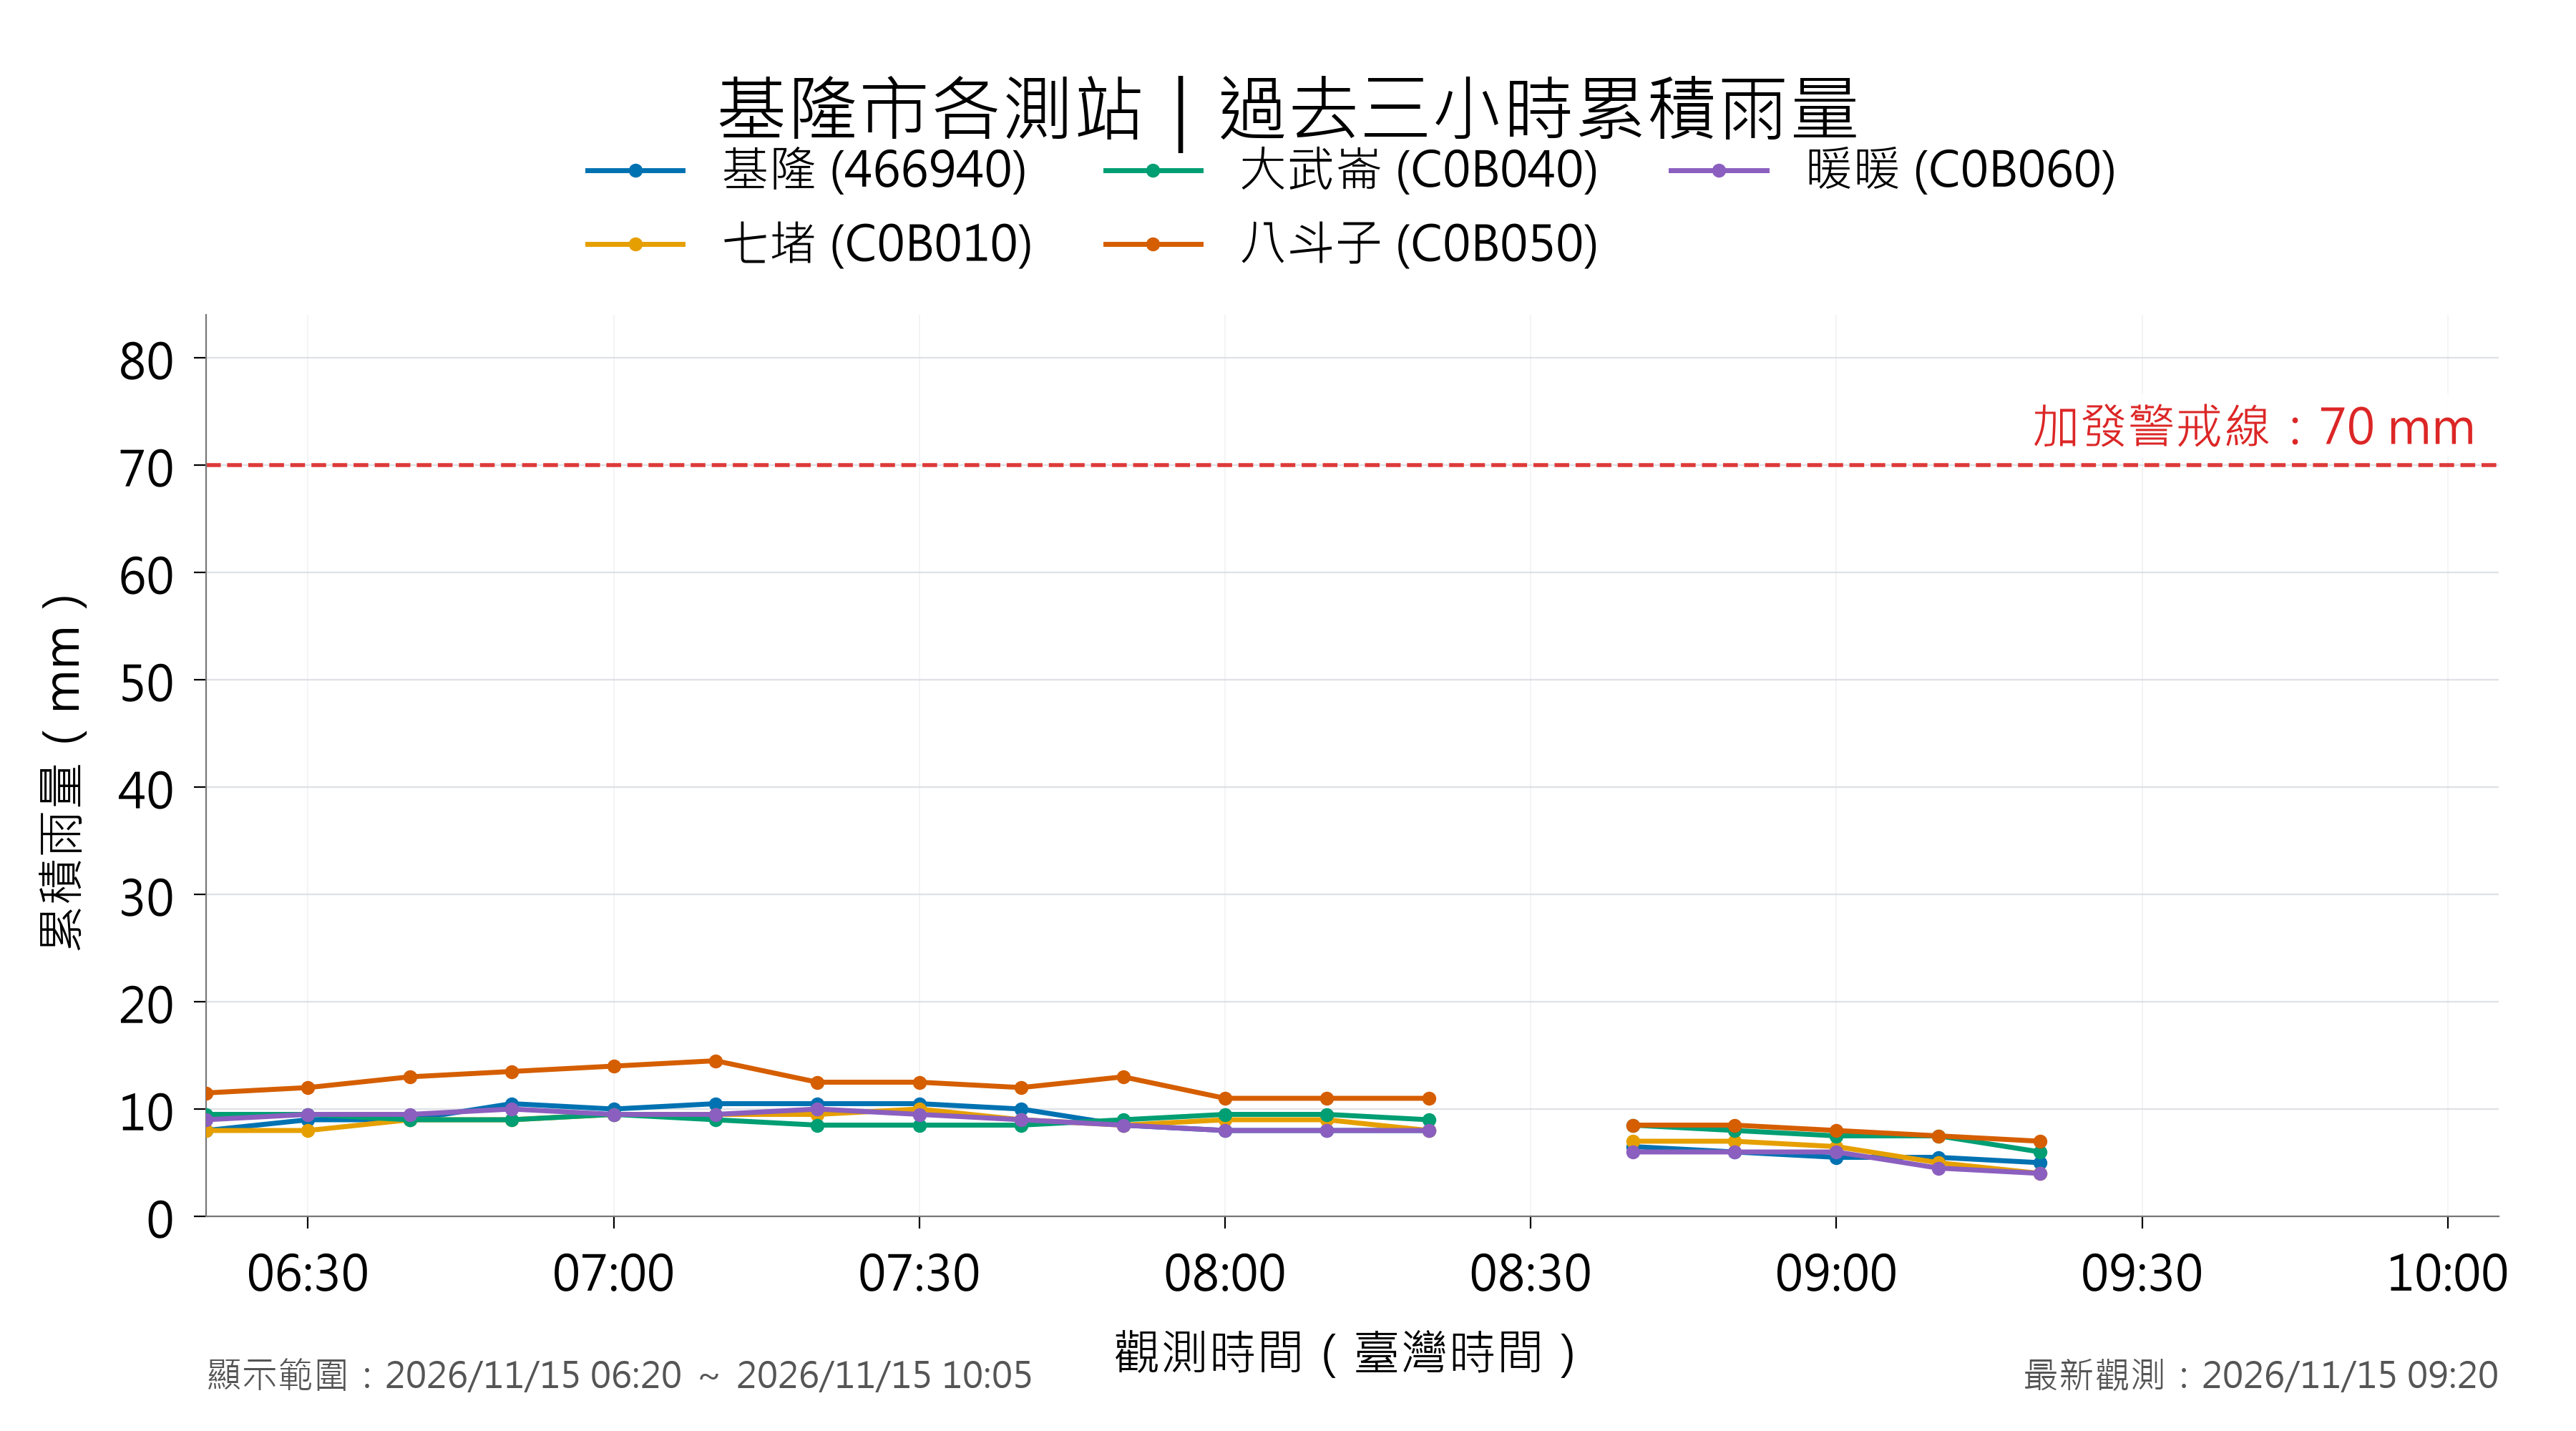 基隆市各測站｜過去三小時累積雨量
基隆 (466940)
大武崙 (C0B040)
暖暖 (C0B060)
七堵 (C0B010)
八斗子 (C0B050)
80
70
60
50
40
30
20
10
0
累積雨量（mm）
加發警戒線：70 mm
06:30
07:00
07:30
08:00
08:30
09:00
09:30
10:00
觀測時間（臺灣時間）
顯示範圍：2026/11/15 06:20 ～ 2026/11/15 10:05
最新觀測：2026/11/15 09:20